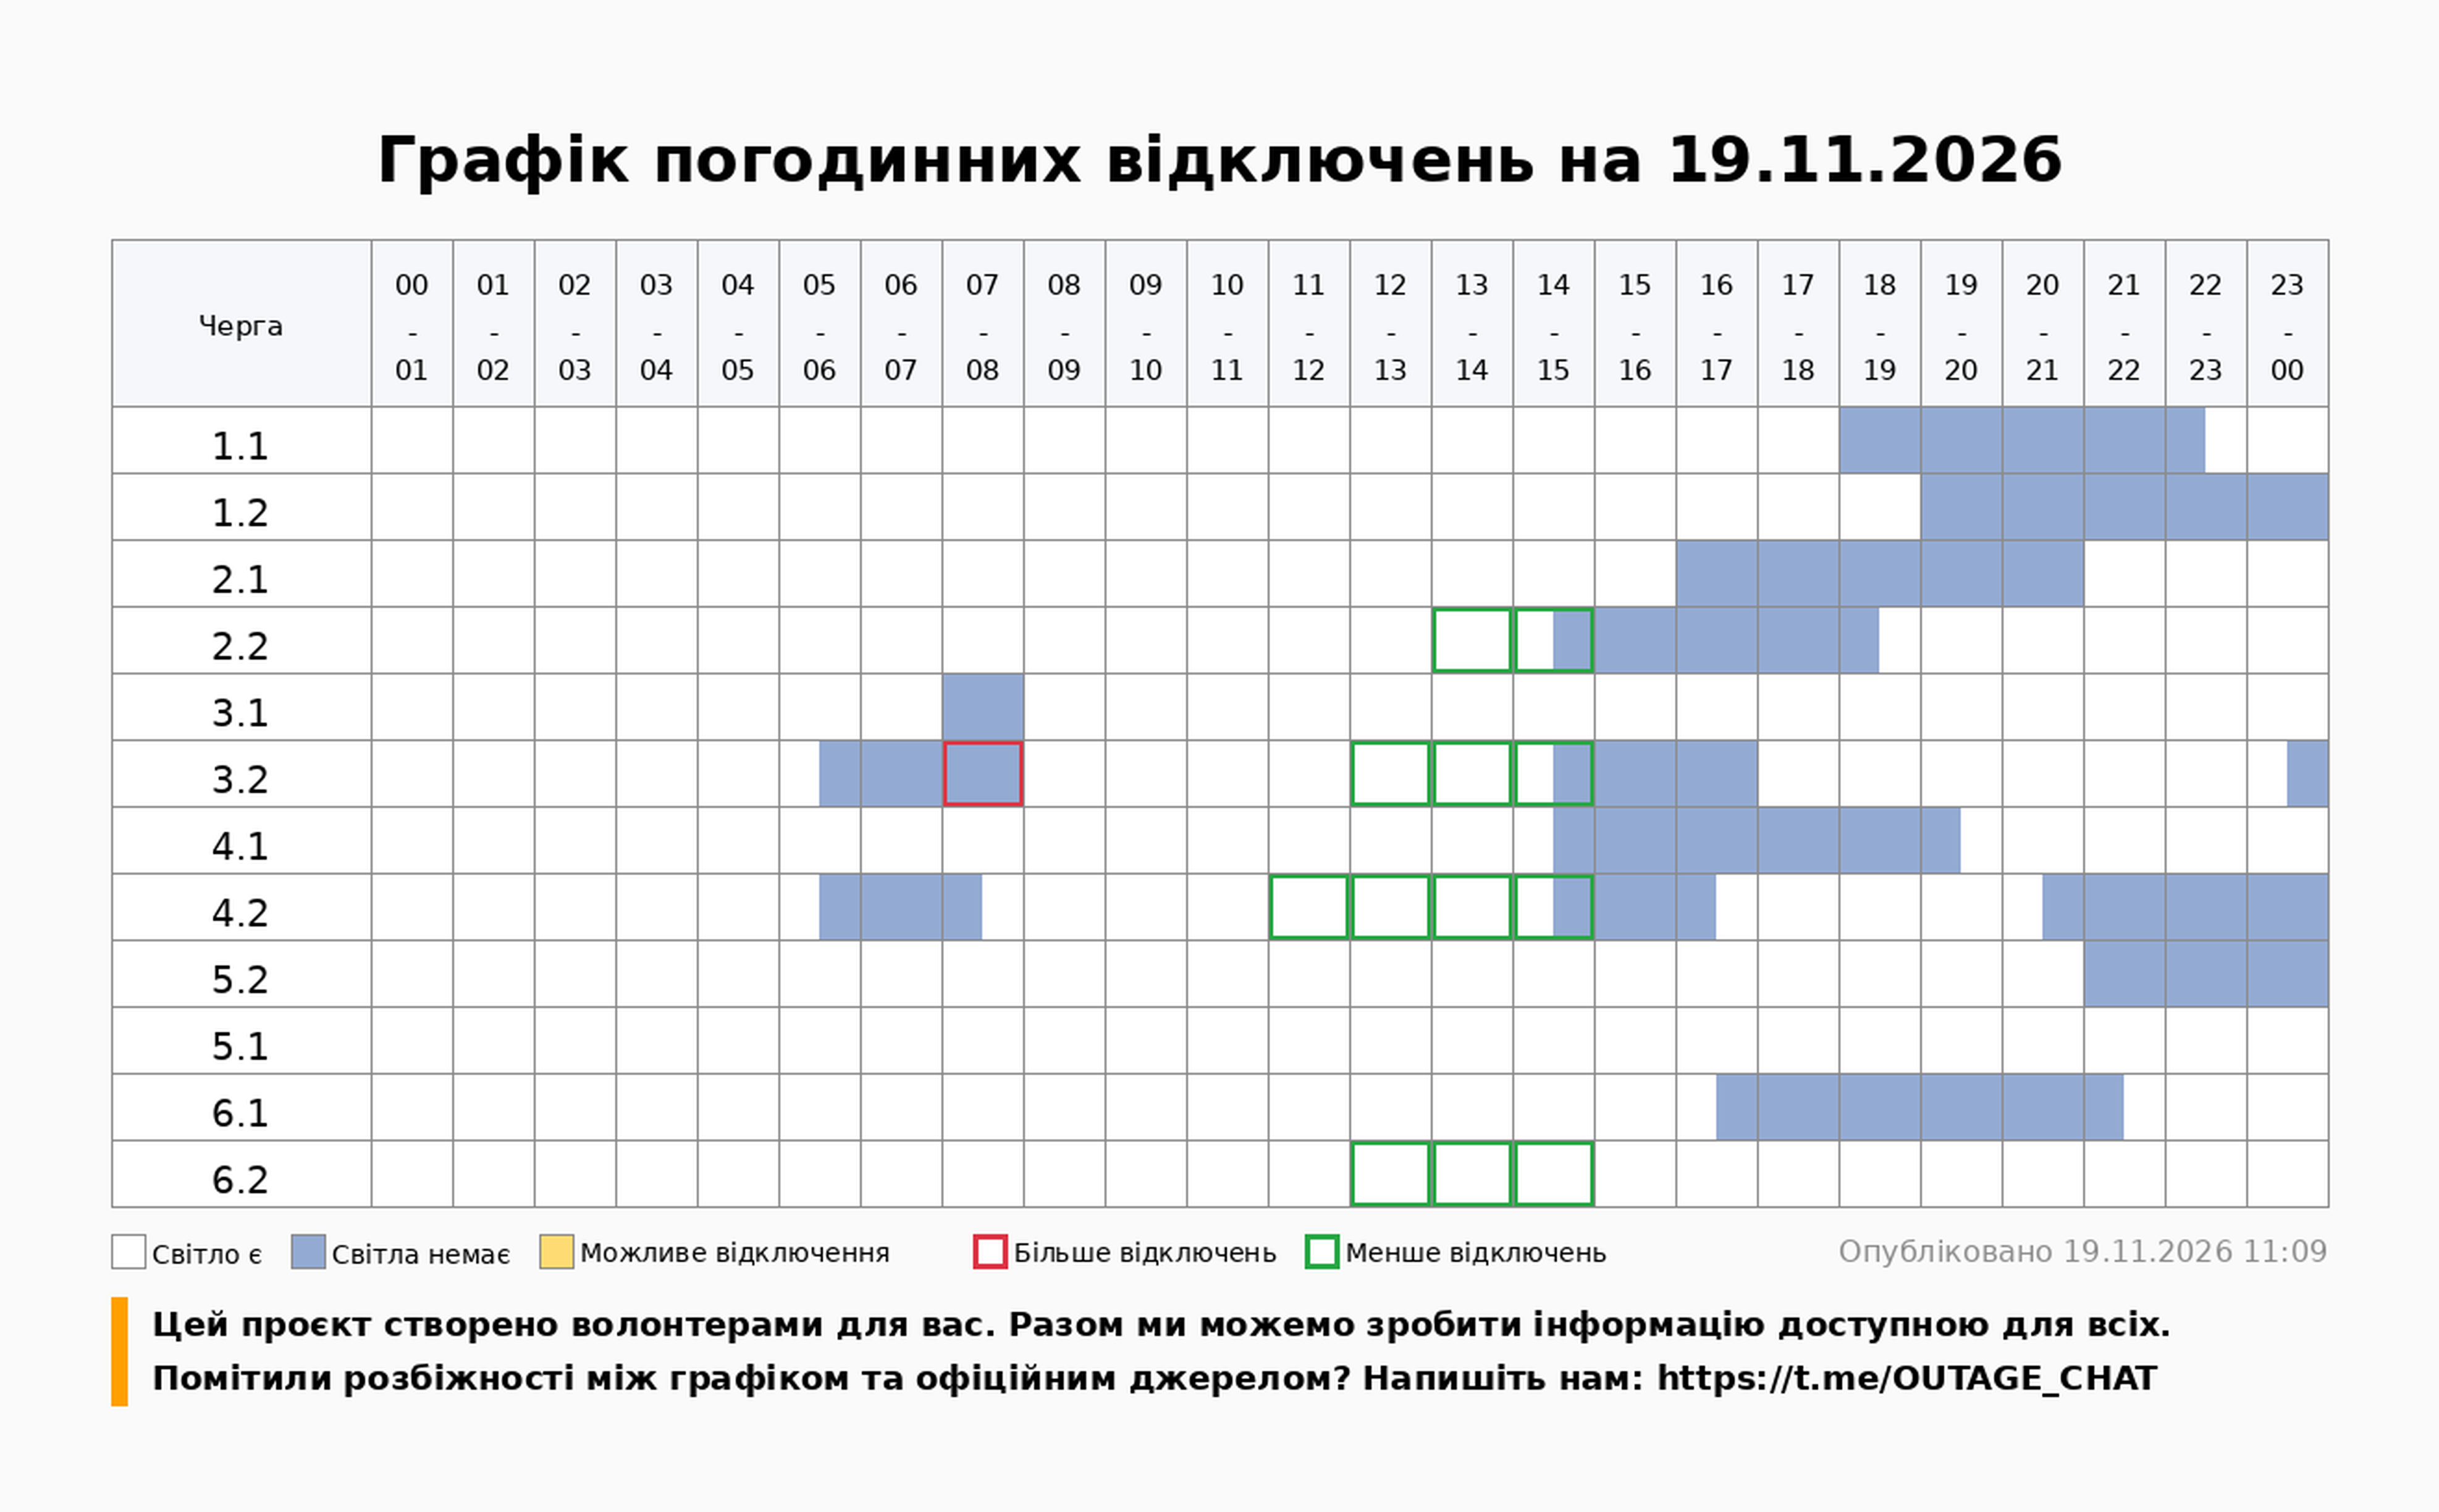 Графік погодинних відключень на 19.11.2026
Черга 00 - 01 01 - 02 02 - 03 03 - 04 04 - 05 05 - 06 06 - 07 07 - 08 08 - 09 09 - 10 10 - 11 11 - 12 12 - 13 13 - 14 14 - 15 15 - 16 16 - 17 17 - 18 18 - 19 19 - 20 20 - 21 21 - 22 22 - 23 23 - 00
1.1
1.2
2.1
2.2
3.1
3.2
4.1
4.2
5.2
5.1
6.1
6.2
Світло є Світла немає Можливе відключення Більше відключень Менше відключень Опубліковано 19.11.2026 11:09
Цей проєкт створено волонтерами для вас. Разом ми можемо зробити інформацію доступною для всіх.
Помітили розбіжності між графіком та офіційним джерелом? Напишіть нам: https://t.me/OUTAGE_CHAT